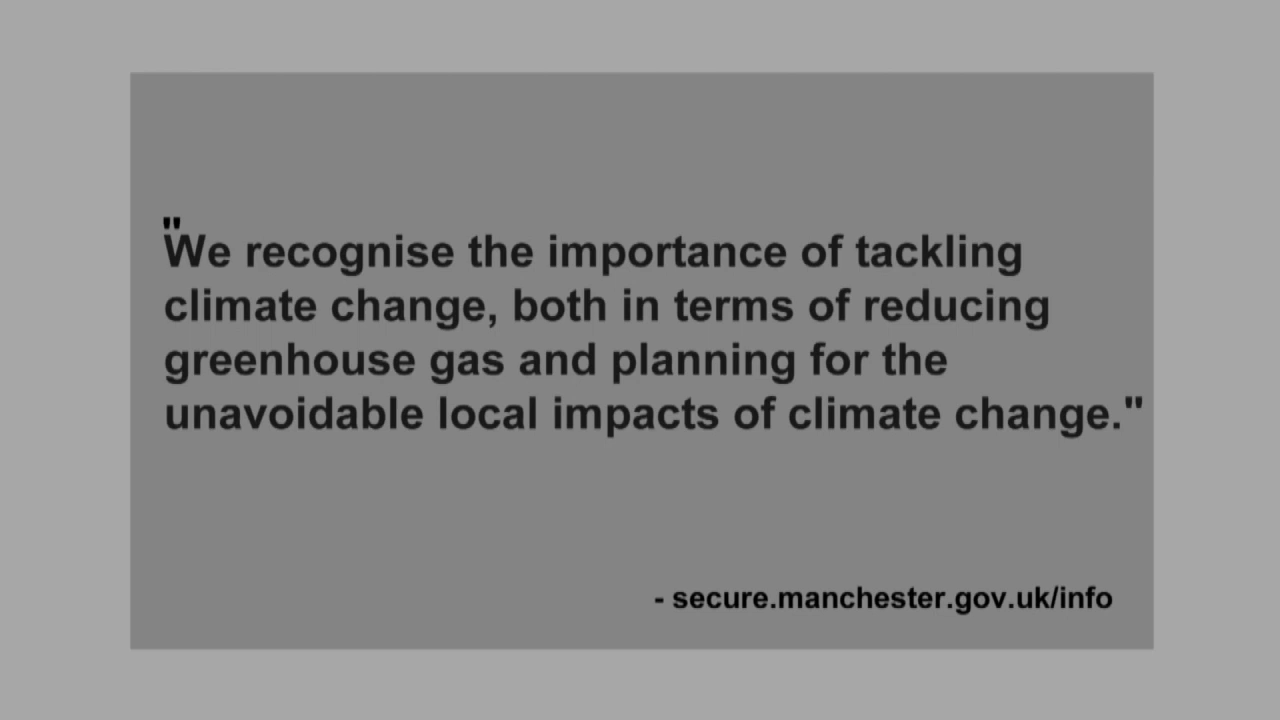 "We recognise the importance of tackling
climate change, both in terms of reducing
greenhouse gas and planning for the
unavoidable local impacts of climate change."
- secure.manchester.gov.uk/info